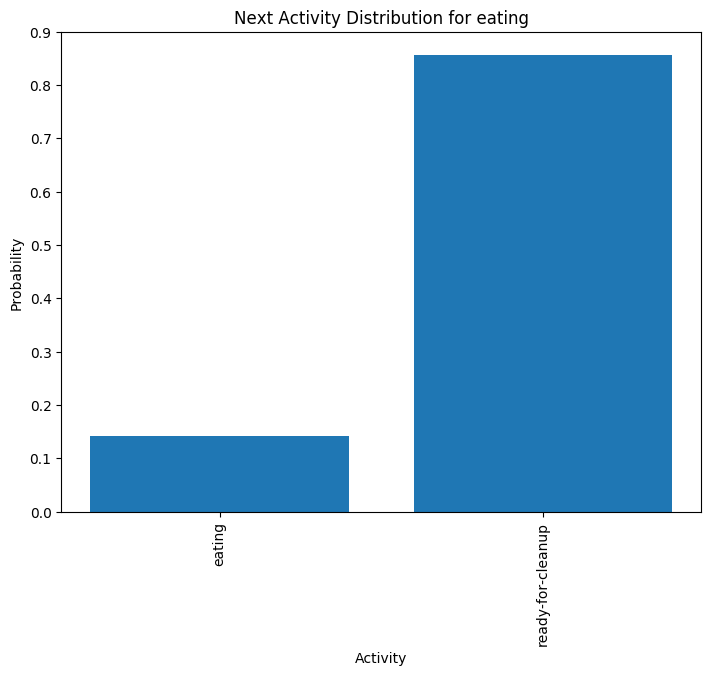 Next Activity Distribution for eating
0.9
0.8
0.7
0.6
0.5
0.4
0.3
0.2
0.1
0.0
Probability
eating
ready-for-cleanup
Activity